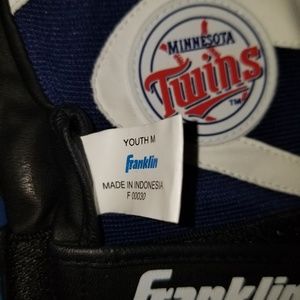 MINNESOTA
Twins
TM
YOUTH M
Franklin
MADE IN INDONESIA
F 00030
Franklin